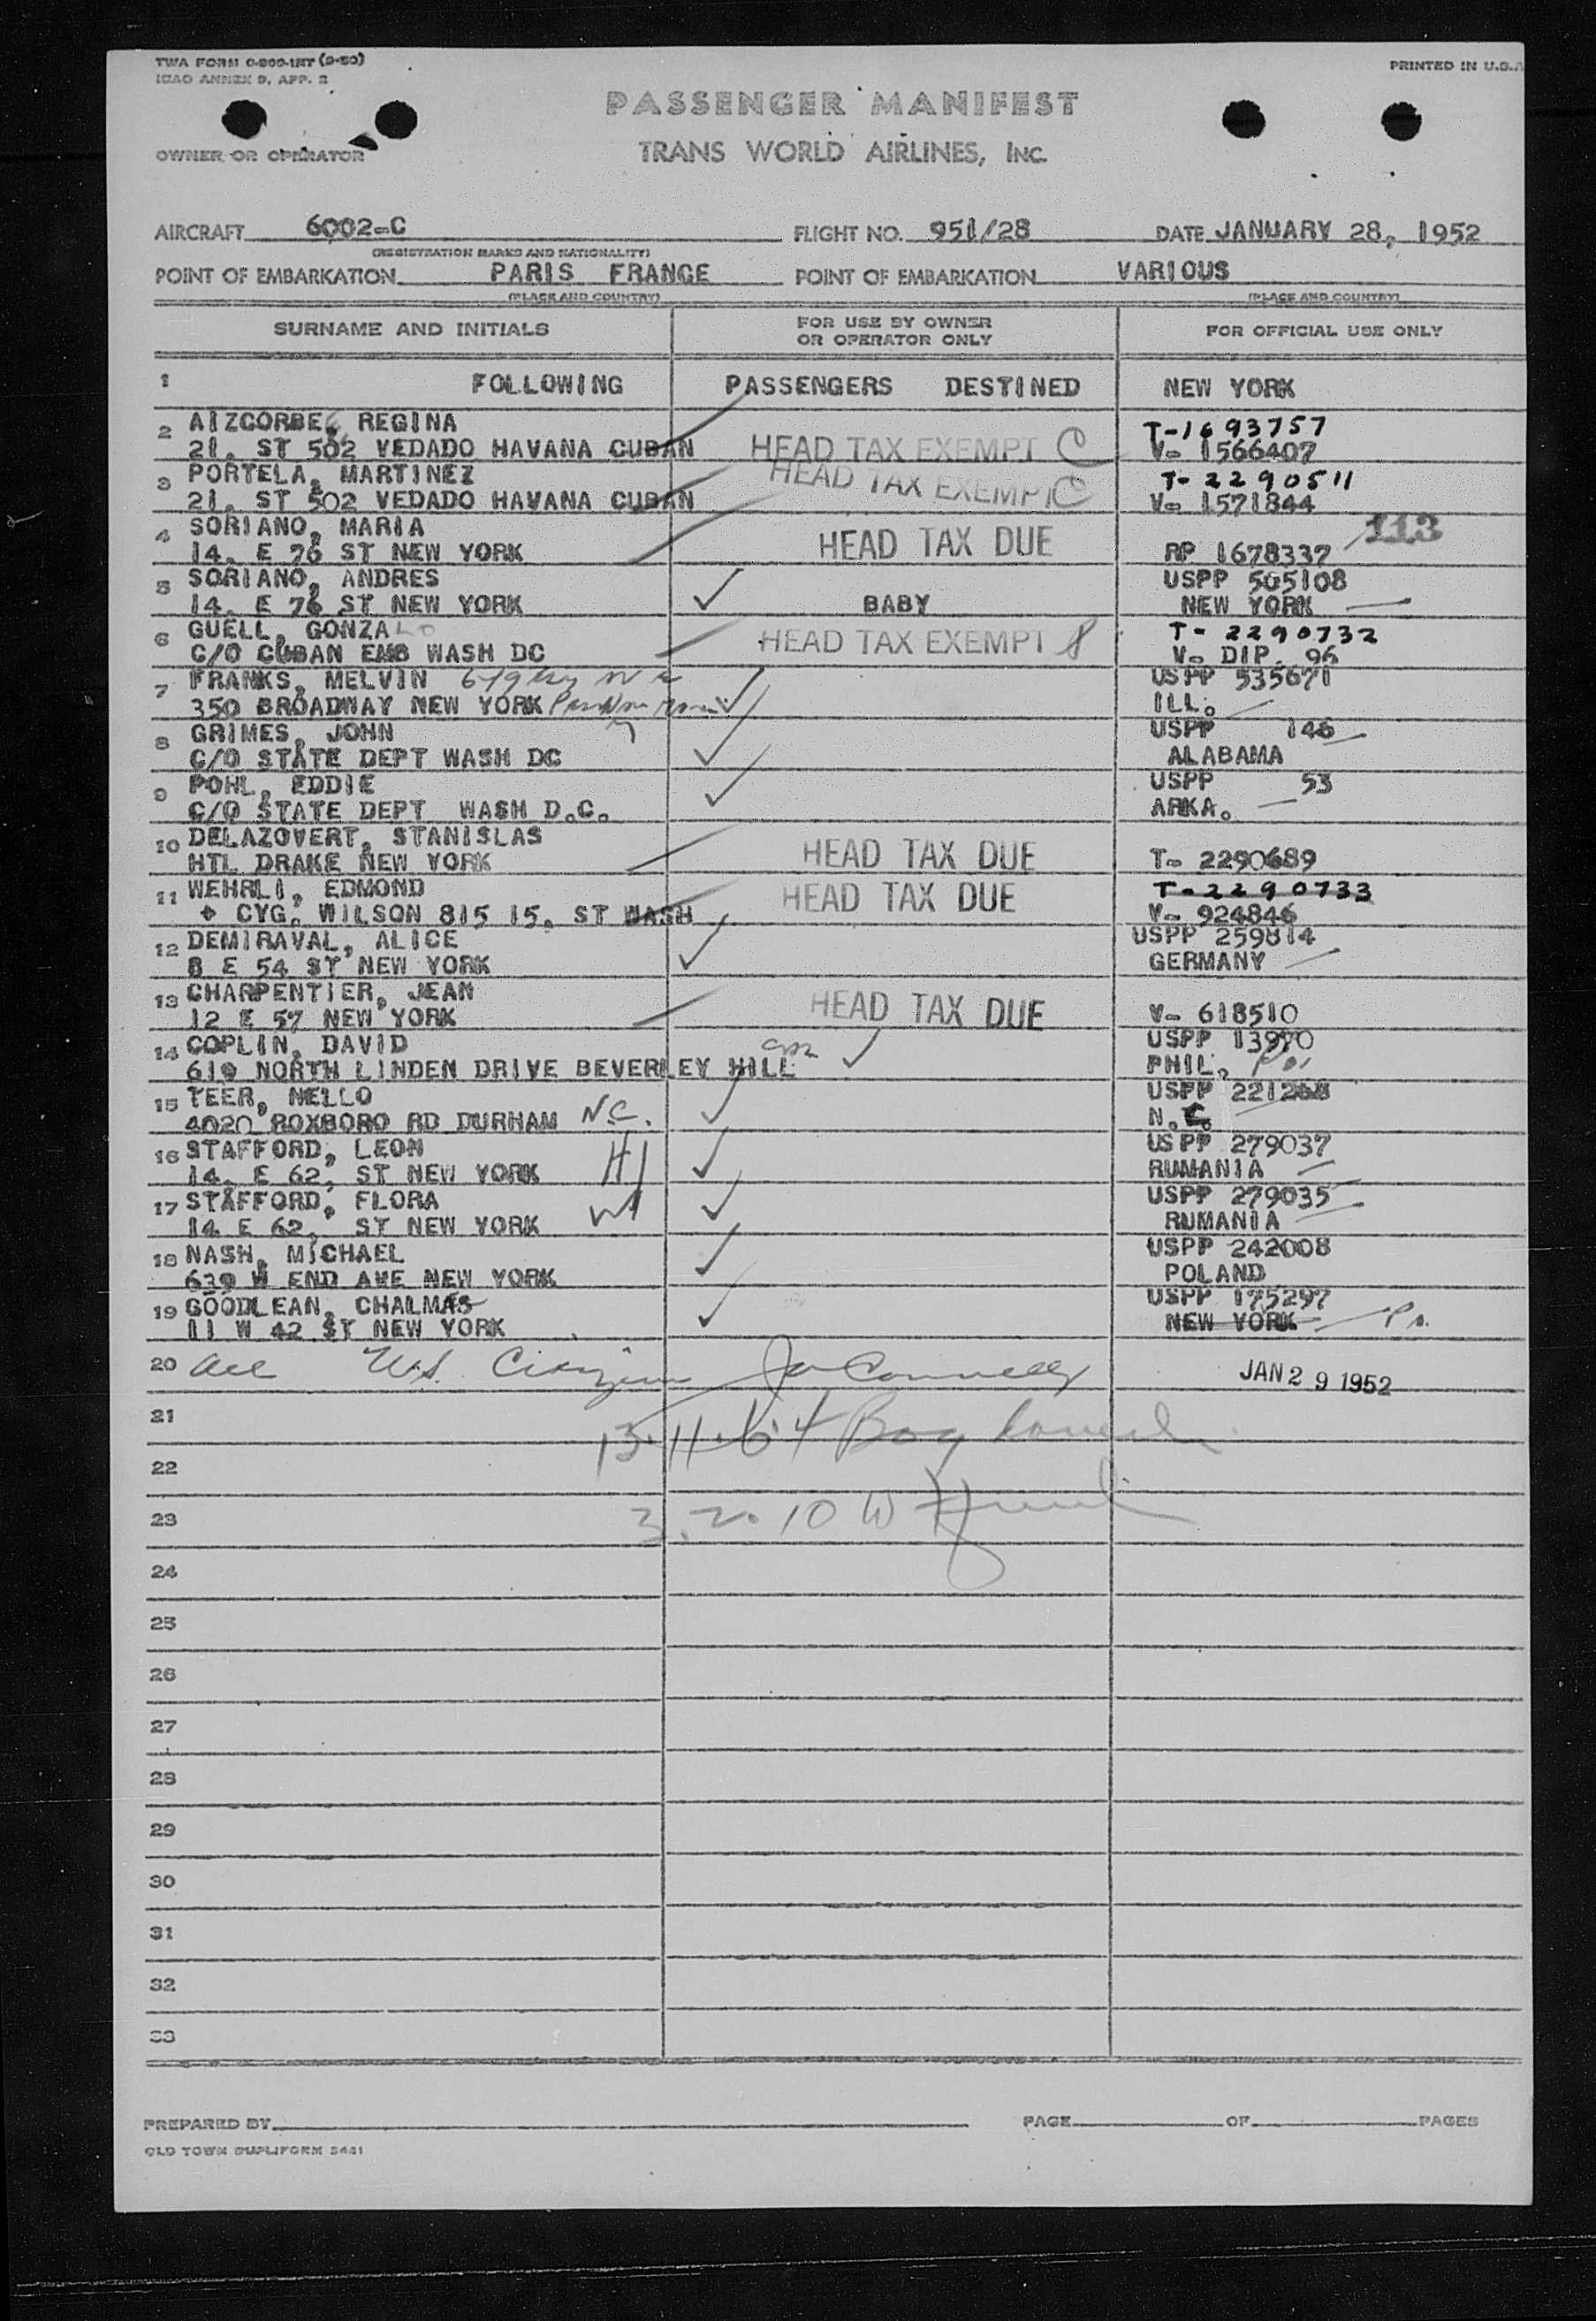 TWA FORM O-800-INT (9-50)
ICAO ANNEX 9, APP. 2
PRINTED IN U.S.A
PASSENGER MANIFEST
OWNER OR OPERATOR
TRANS WORLD AIRLINES, INC.
AIRCRAFT 6002-C FLIGHT NO. 951/28 DATE JANUARY 28, 1952
(REGISTRATION MARKS AND NATIONALITY)
POINT OF EMBARKATION PARIS FRANCE POINT OF EMBARKATION VARIOUS
(PLACE AND COUNTRY) (PLACE AND COUNTRY)
SURNAME AND INITIALS FOR USE BY OWNER OR OPERATOR ONLY FOR OFFICIAL USE ONLY
1 FOLLOWING PASSENGERS DESTINED NEW YORK
2 AIZCORBE, REGINA T-1693757
21. ST 502 VEDADO HAVANA CUBAN HEAD TAX EXEMPT C V- 1566407
3 PORTELA, MARTINEZ HEAD TAX EXEMPT C T-2290511
21. ST 502 VEDADO HAVANA CUBAN V- 1571844
4 SORIANO, MARIA 113
14. E 76 ST NEW YORK HEAD TAX DUE RP 1678337
5 SORIANO, ANDRES USPP 505108
14. E 76 ST NEW YORK BABY NEW YORK
6 GUELL, GONZALO HEAD TAX EXEMPT T-2290732
C/O CUBAN EMB WASH DC V- DIP. 96
7 FRANKS, MELVIN USPP 535671
350 BROADWAY NEW YORK ILL.
8 GRIMES, JOHN USPP 146
C/O STATE DEPT WASH DC ALABAMA
9 POHL, EDDIE USPP 53
C/O STATE DEPT WASH D.C. ARKA.
10 DELAZOVERT, STANISLAS
HTL DRAKE NEW YORK HEAD TAX DUE T- 2290689
11 WEHRLI, EDMOND HEAD TAX DUE T-2290733
+ CYG. WILSON 815 15. ST WASH V- 924846
12 DEMIRAVAL, ALICE USPP 259814
8 E 54 ST NEW YORK GERMANY
13 CHARPENTIER, JEAN HEAD TAX DUE
12 E 57 NEW YORK V- 618510
14 COPLIN, DAVID USPP 13970
619 NORTH LINDEN DRIVE BEVERLEY HILL PHIL, Pa.
15 TEER, NELLO USPP 221268
4020 ROXBORO RD DURHAM N.C. N.C.
16 STAFFORD, LEON H USPP 279037
14. E 62, ST NEW YORK RUMANIA
17 STAFFORD, FLORA W USPP 279035
14 E 62, ST NEW YORK RUMANIA
18 NASH, MICHAEL USPP 242008
639 W END AVE NEW YORK POLAND
19 GOODLEAN, CHALMAS USPP 175297
11 W 42 ST NEW YORK NEW YORK Pa.
20 All U.S. Citizens JAN 29 1952
21 13-11-6-4 Boy
22
23 3.2.10 W
24
25
26
27
28
29
30
31
32
33
PREPARED BY PAGE OF PAGES
OLD TOWN DUPLIFORM 3441